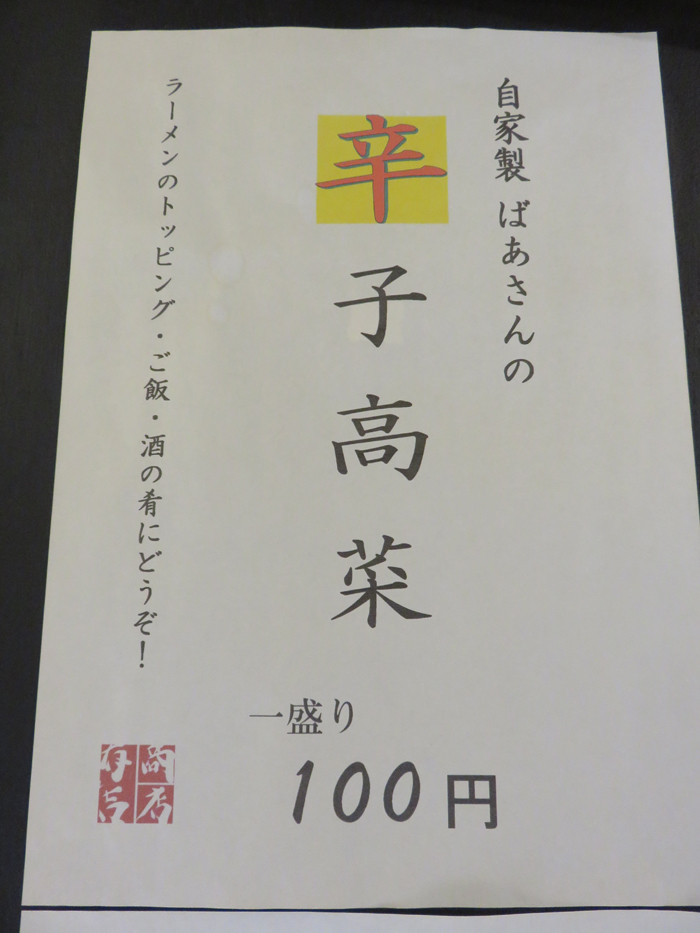 自家製 ばあさんの
辛子高菜
ラーメンのトッピング・ご飯・酒の肴にどうぞ！
一盛り
100円
商店